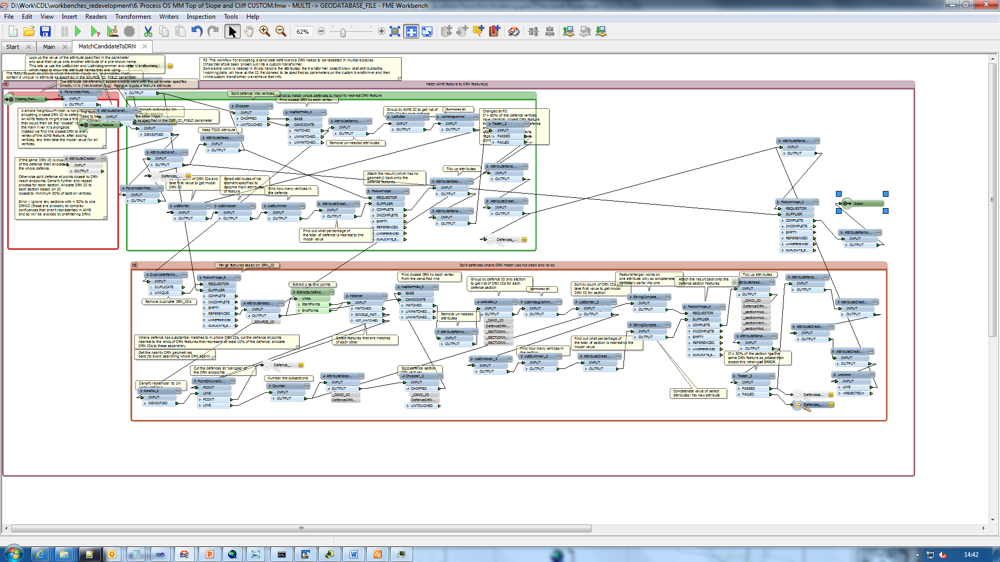 D:\Work\CDL\workbenches_redevelopment\6. Process OS MM Top of Slope and Cliff CUSTOM.fmw - MULTI -> GEODATABASE_FILE - FME Workbench
File Edit View Insert Readers Transformers Writers Inspection Tools Help
62%
Start Main MatchCandidateToDRN
Look up the value of the attribute specified in the parameter
and save that value onto another attribute of a pre-known name.
This lets us use the ListBuilder and ListHistogrammer and other transformers
which need to know the attribute names they are using.
P2: The workflow for allocating a candidate defence to a DRN needs to be repeated in multiple places.
It has therefore been broken out into a custom transformer.
Some extra work is needed in this to handle the attributes: the transformer doesn't know what attributes the
incoming data will have so the ID fields need to be specified as parameters on the custom transformer and then
in the custom transformer we retrieve that info.
contain a unique id attribute as specified in the SOURCE_ID_FIELD parameter
The attribute dereferencer appears not to work with the parameter specified
directly in it. (Yet Another Bug). Retrieve it onto a feature attribute.
Match AIMS feature to DRN feature(s)
Mapping_Featu...
ParameterFetc...
INPUT
OUTPUT
AttributeDeref...
INPUT
Mapped_Features
as specified in the DEF_ID_FIELD parameter
A simple NeighbourFinder is not
allocating closest DRN ID to defence
An AIMS feature might cross a
that would then be the "closest"
the main river it is alongside.
Instead we find the closest DRN to every
vertex of the AIMS feature, after adding
vertices, and then take the modal value for all
vertices.
If the same DRN ID is
of the defence then allocate
the whole defence.
Otherwise split defence at points closest to DRN
reach endpoints. Densify further and repeat
process for each section. Allocate DRN ID to
each section based on ID
closest to minimum 50% of section vertices.
Error / Ignore any sections with < 50% to one
DRNID (these are probably at complex
confluences that aren't represented in AIMS
and so will be avoided by prefiltering DRN)
AttributeCreator
INPUT
OUTPUT
Attempt to match whole defences to majority nearest DRN feature
Split defence into vertices
Find closest DRN to each vertex
Chopper
INPUT
CHOPPED
UNTOUCHED
NeighborFinder_4
BASE
CANDIDATE
MATCHED
UNMATCHED...
UNMATCHED...
Keep TOID Attribute
AttributeKeep...
INPUT
OUTPUT
AttributeRemo...
INPUT
OUTPUT
Remove un-needed attributes
Group by AIMS ID to get list of
Summarise list
ListBuilder
INPUT
OUTPUT
ListHistogrammer
INPUT
OUTPUT
Changed at P2:
If > 80% of the defence vertices
have identical closest DRN feature
Tester_2
INPUT
PASSED
FAILED
INPUT
DENSIFIED
AttributeDeref...
INPUT
OUTPUT
Defences_...
ParameterFetc...
INPUT
OUTPUT
take first value to get modal
DRN ID
Select Attributes of list
element specified to
become main attributes
of feature
Find how many vertices in
the defence
ListSorter
INPUT
OUTPUT
ListIndexer
INPUT
OUTPUT
ListSummer
INPUT
OUTPUT
AttributeCreat...
INPUT
OUTPUT
Find out what percentage of
the total of defence is nearest to the
modal value
Attach the result (which has no
geometry) back onto the
defence features
FeatureMerger
REQUESTOR
SUPPLIER
COMPLETE
INCOMPLETE
EMPTY
REFERENCED
UNREFERENCED
DUPLICATE_S...
Tidy up attributes
AttributeKeep...
INPUT
OUTPUT
AttributeRena...
INPUT
OUTPUT
AttributeRena...
INPUT
OUTPUT
AttributeCreat...
INPUT
OUTPUT
Defences_...
AttributeRena...
INPUT
OUTPUT
FeatureMerger_2
REQUESTOR
SUPPLIER
COMPLETE
INCOMPLETE
EMPTY
REFERENCED
UNREFERENCED
DUPLICATE_S...
Output
AttributeRemo...
INPUT
OUTPUT
Split defences where DRN match was not clean and re-do
Merge features based on DRN_ID
DuplicateRemo...
INPUT
DUPLICATE
UNIQUE
Remove duplicate DRN_ID's
REQUESTOR
SUPPLIER
COMPLETE
INCOMPLETE
EMPTY
REFERENCED
UNREFERENCED
DUPLICATE_S...
AttributeKeep...
INPUT
OUTPUT
_SOURCE_ID
Extract Line end points
ExtractLineEnd...
Lines
StartPoints
EndPoints
Matcher
INPUT
MATCHED
SINGLE_MAT...
NOT_MATCHED
Detect features that are matches
of each other
Find closest DRN to each vertex
from the densified line
BASE
CANDIDATE
MATCHED
UNMATCHED...
UNMATCHED...
Remove un-needed
attributes
AttributeRemo...
INPUT
OUTPUT
Group by defence ID and section
to get list of DRN IDs for each
defence section
Summarise list
ListBuilder_2
INPUT
OUTPUT
_CAND_ID
DefenceDRN...
_SECTIONN...
_SECTIONN...
_SECTIONN...
ListHistogramm...
INPUT
OUTPUT
Sort by count of DRN IDs and
take first value to get modal
DRN ID for section
ListSorter_2
INPUT
OUTPUT
FeatureMerger works on
one attribute only so concatenate
necessary parts into one
StringConcate...
INPUT
OUTPUT
StringConcate...
INPUT
OUTPUT
Attach the result back onto the
defence section features
FeatureMerger_4
REQUESTOR
SUPPLIER
COMPLETE
INCOMPLETE
EMPTY
REFERENCED
UNREFERENCED
DUPLICATE_S...
Tidy up attributes
AttributeKeep...
INPUT
OUTPUT
_CAND_ID
DefenceDRN...
_sectionmod...
_sectionmod...
_sectionVert...
_sectionMod...
AttributeRena...
INPUT
OUTPUT
If > 50% of the section has the
same DRN feature as closest then
accept this otherwise ERROR
Tester_3
INPUT
PASSED
FAILED
AttributeRena...
INPUT
OUTPUT
AttributeCreat...
INPUT
OUTPUT
AttributeCreat...
INPUT
OUTPUT
AttributeCreat...
INPUT
OUTPUT
LineJoiner
INPUT
LINE
<REJECTED>
Defencess...
Defences_...
Where defence has substantial matches to multiple DRN IDs, cut the defence at points
nearest to the ends of DRN features that represent at least 10% of the defence, allocate
DRN IDs to these separately
Get the nearby DRN geometries
back (to avoid searching whole DRN again)
Cut the defences at "perigee" of
the DRN endpoints
Defence_...
Densify remainder to 1m
Densifier_2
INPUT
DENSIFIED
PointOnLineOv...
POINT
LINE
POINT
LINE
Number the subsections
Counter
INPUT
OUTPUT
AttributeKeep...
INPUT
OUTPUT
_CAND_ID
DefenceDRN...
Split defence section
Chopper_2
INPUT
CHOPPED
_CAND_ID
DefenceDRN...
UNTOUCHED
ListIndexer_2
INPUT
OUTPUT
Find how many vertices in
ListSummer_2
INPUT
OUTPUT
Find out what percentage of
the total of section is nearest to the
modal value
AttributeCreat...
INPUT
OUTPUT
Concatenate value of select
attributes into new attribute
14:42